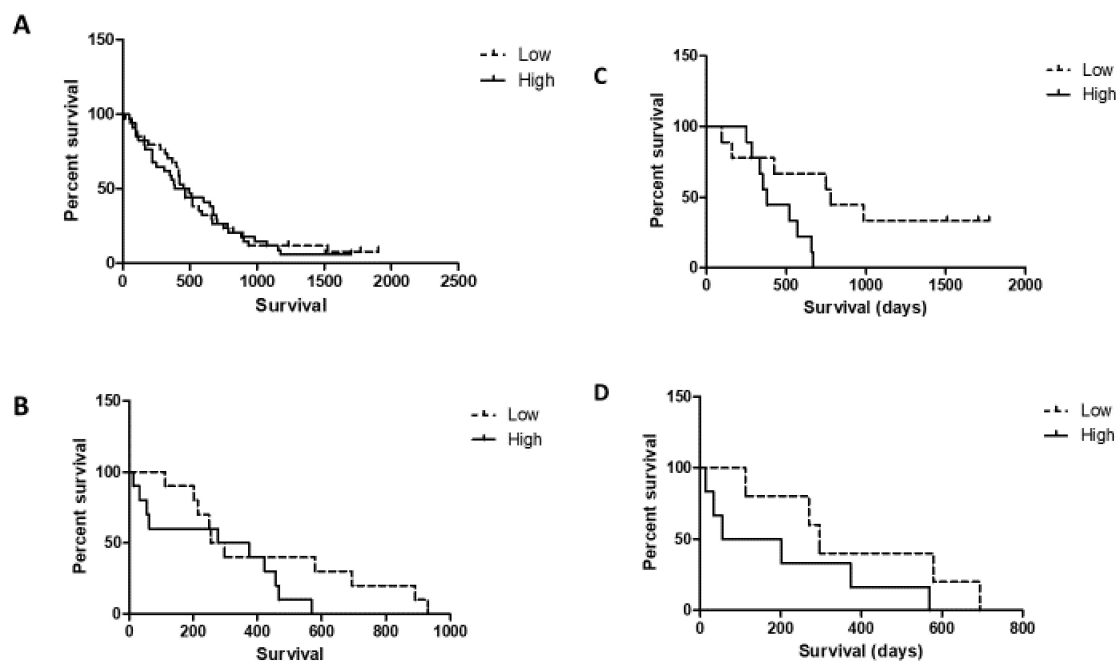 A
150
100
50
0
Percent survival
0 500 1000 1500 2000 2500
Survival
Low
High
C
150
100
50
0
Percent survival
0 500 1000 1500 2000
Survival (days)
Low
High
B
150
100
50
0
Percent survival
0 200 400 600 800 1000
Survival
Low
High
D
150
100
50
0
Percent survival
0 200 400 600 800
Survival (days)
Low
High